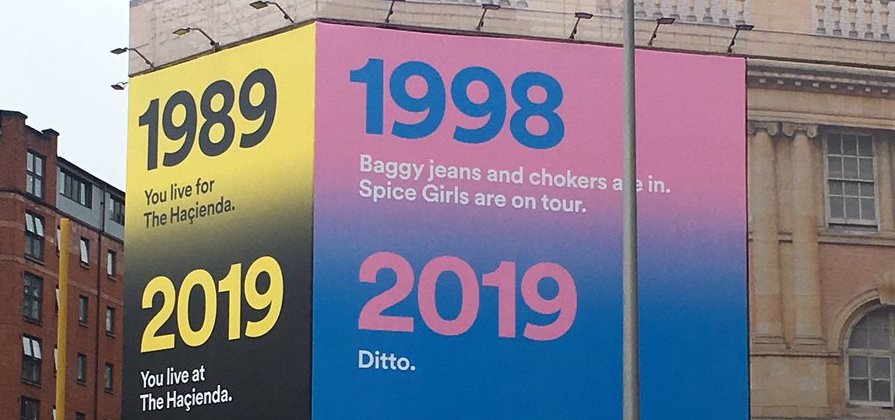 1989
You live for
The Haçienda.
2019
You live at
The Haçienda.
1998
Baggy jeans and chokers are in.
Spice Girls are on tour.
2019
Ditto.